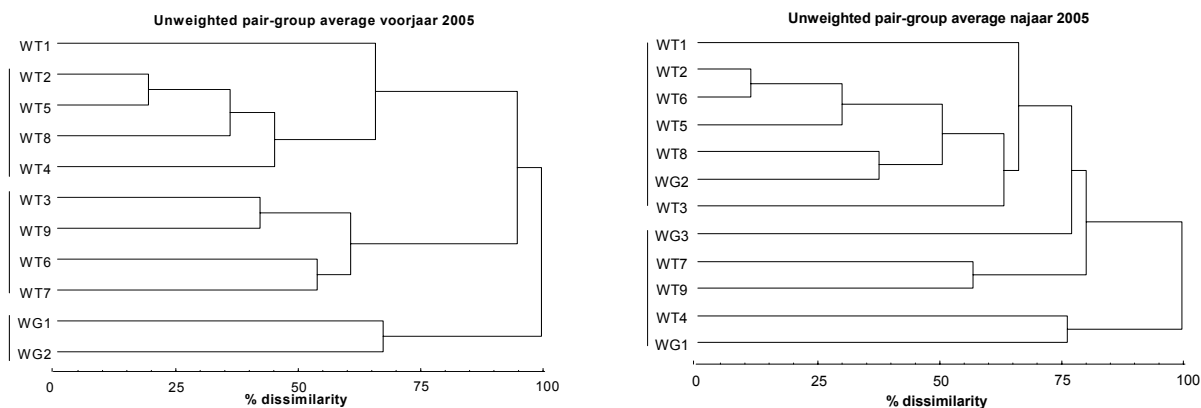 Unweighted pair-group average voorjaar 2005
WT1
WT2
WT5
WT8
WT4
WT3
WT9
WT6
WT7
WG1
WG2
0 25 50 75 100
% dissimilarity
Unweighted pair-group average najaar 2005
WT1
WT2
WT6
WT5
WT8
WG2
WT3
WG3
WT7
WT9
WT4
WG1
0 25 50 75 100
% dissimilarity